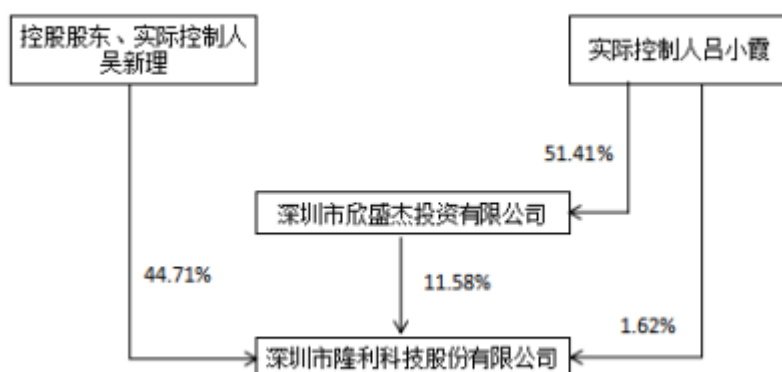 控股股东、实际控制人
吴新理
实际控制人吕小霞
51.41%
深圳市欣盛杰投资有限公司
44.71%
11.58%
1.62%
深圳市隆利科技股份有限公司